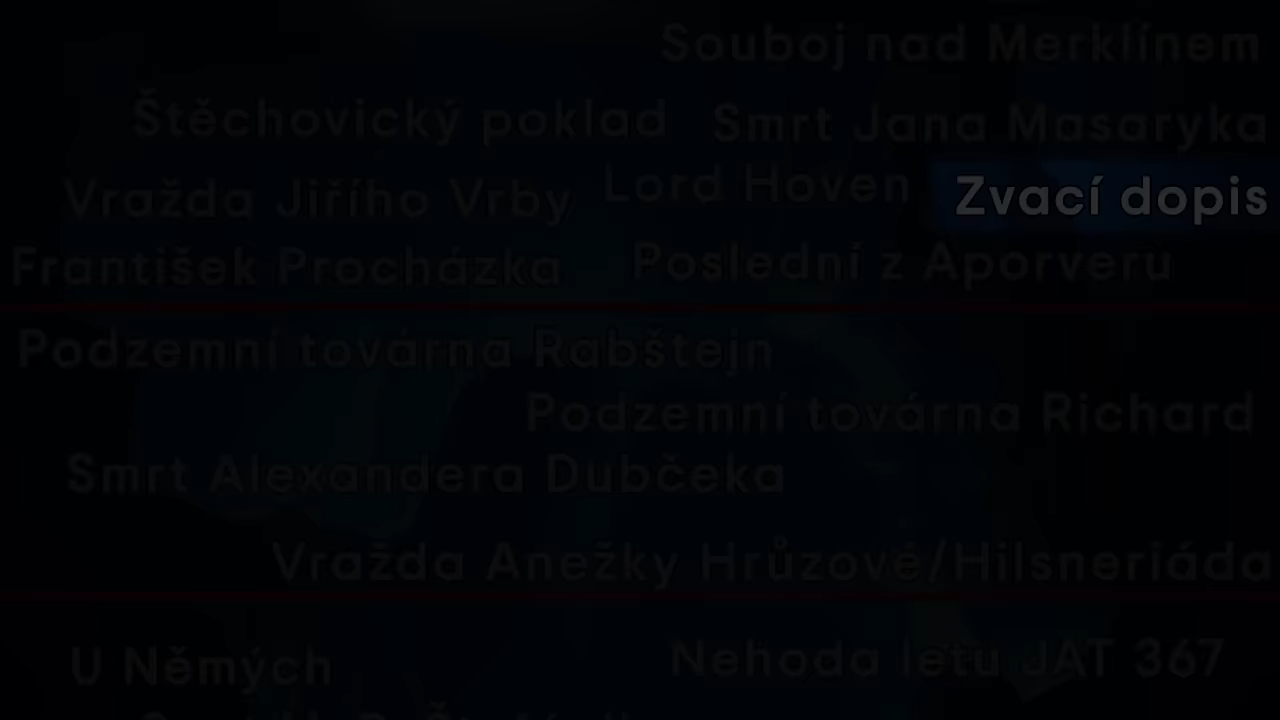 Souboj nad Merklínem
Štěchovický poklad
Smrt Jana Masaryka
Vražda Jiřího Vrby
Lord Hoven
Zvací dopis
František Procházka
Poslední z Aporverů
Podzemní továrna Rabštejn
Podzemní továrna Richard
Smrt Alexandera Dubčeka
Vražda Anežky Hrůzové/Hilsneriáda
U Němých
Nehoda letu JAT 367